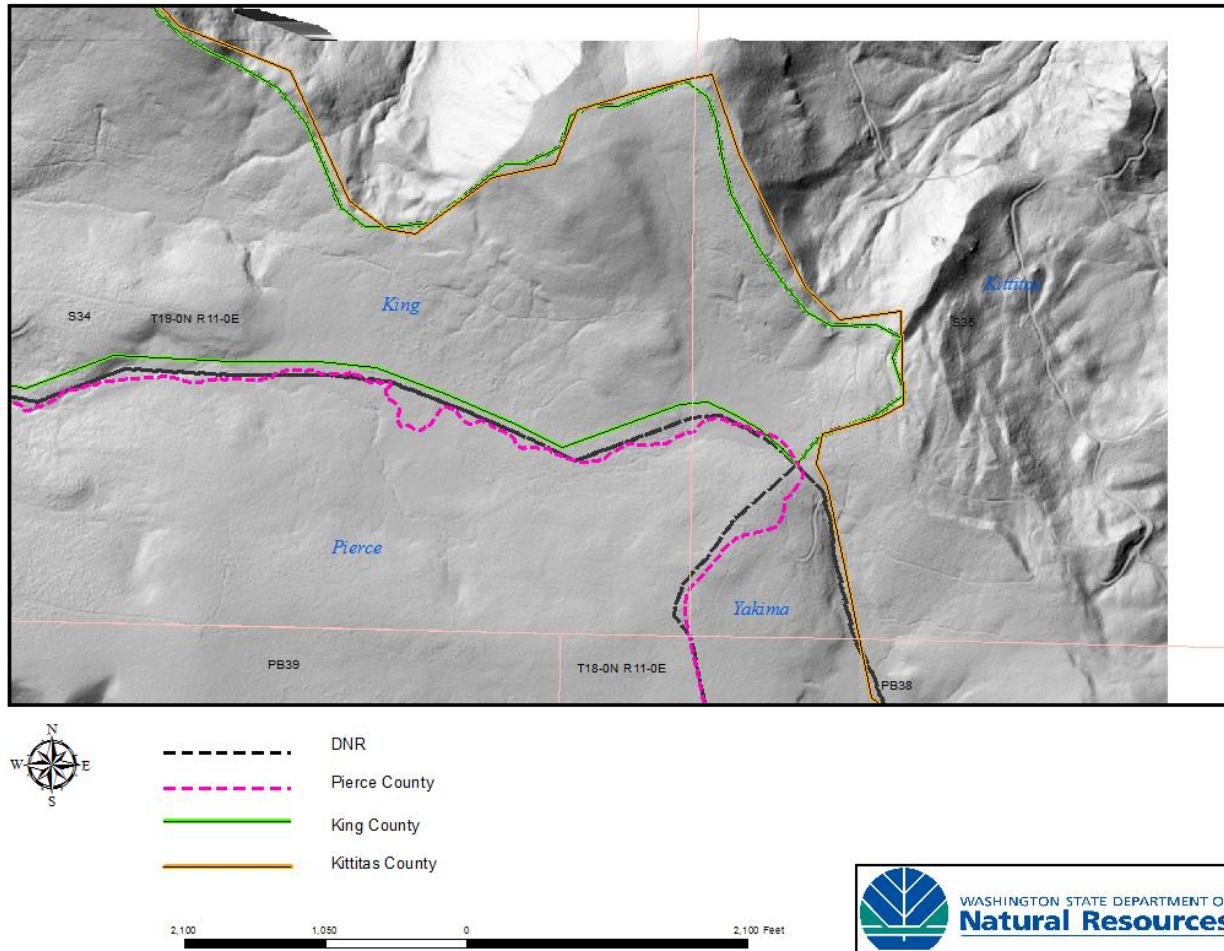 King
Kittitas
S34
T19-0N R11-0E
S35
Pierce
Yakima
PB39
T18-0N R11-0E
PB38
N
W E
S
DNR
Pierce County
King County
Kittitas County
2,100 1,050 0 2,100 Feet
WASHINGTON STATE DEPARTMENT O
Natural Resources